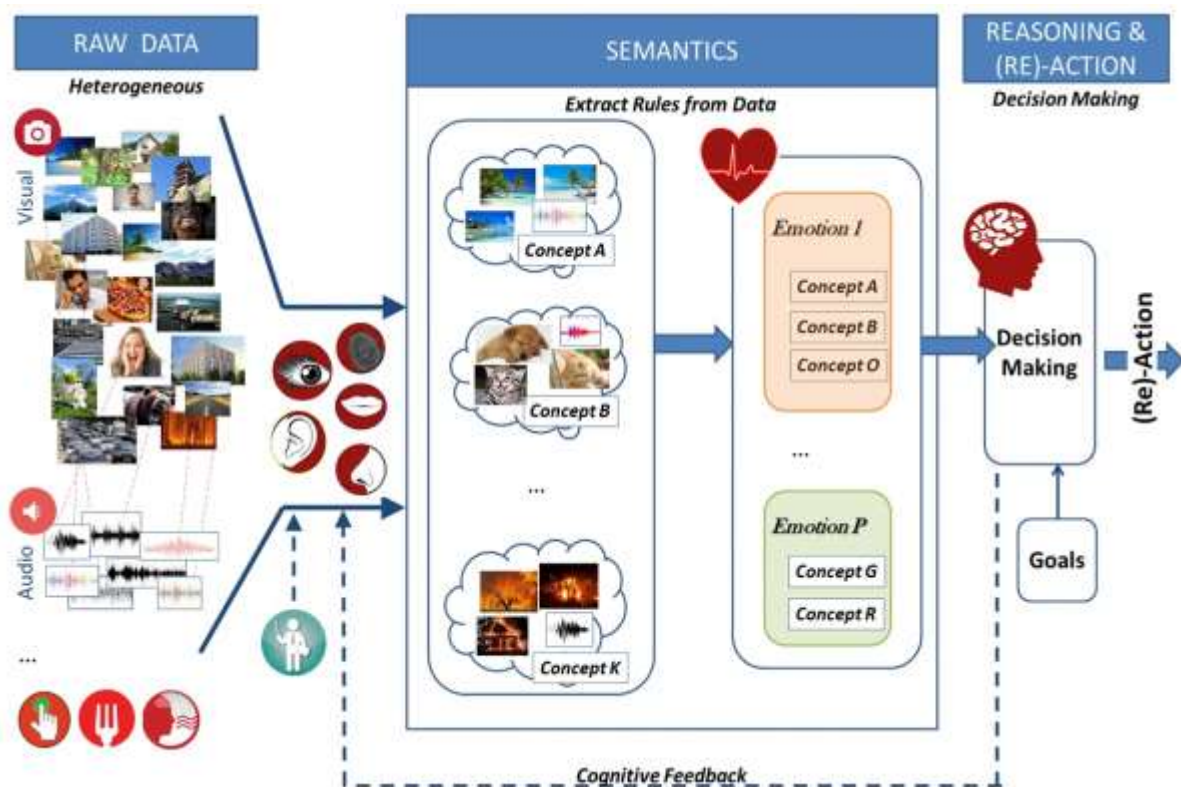 RAW DATA
Heterogeneous
Visual
Audio
...
SEMANTICS
Extract Rules from Data
Concept A
Concept B
...
Concept K
Emotion 1
Concept A
Concept B
Concept O
...
Emotion P
Concept G
Concept R
REASONING &
(RE)-ACTION
Decision Making
Decision
Making
Goals
(Re)-Action
Cognitive Feedback